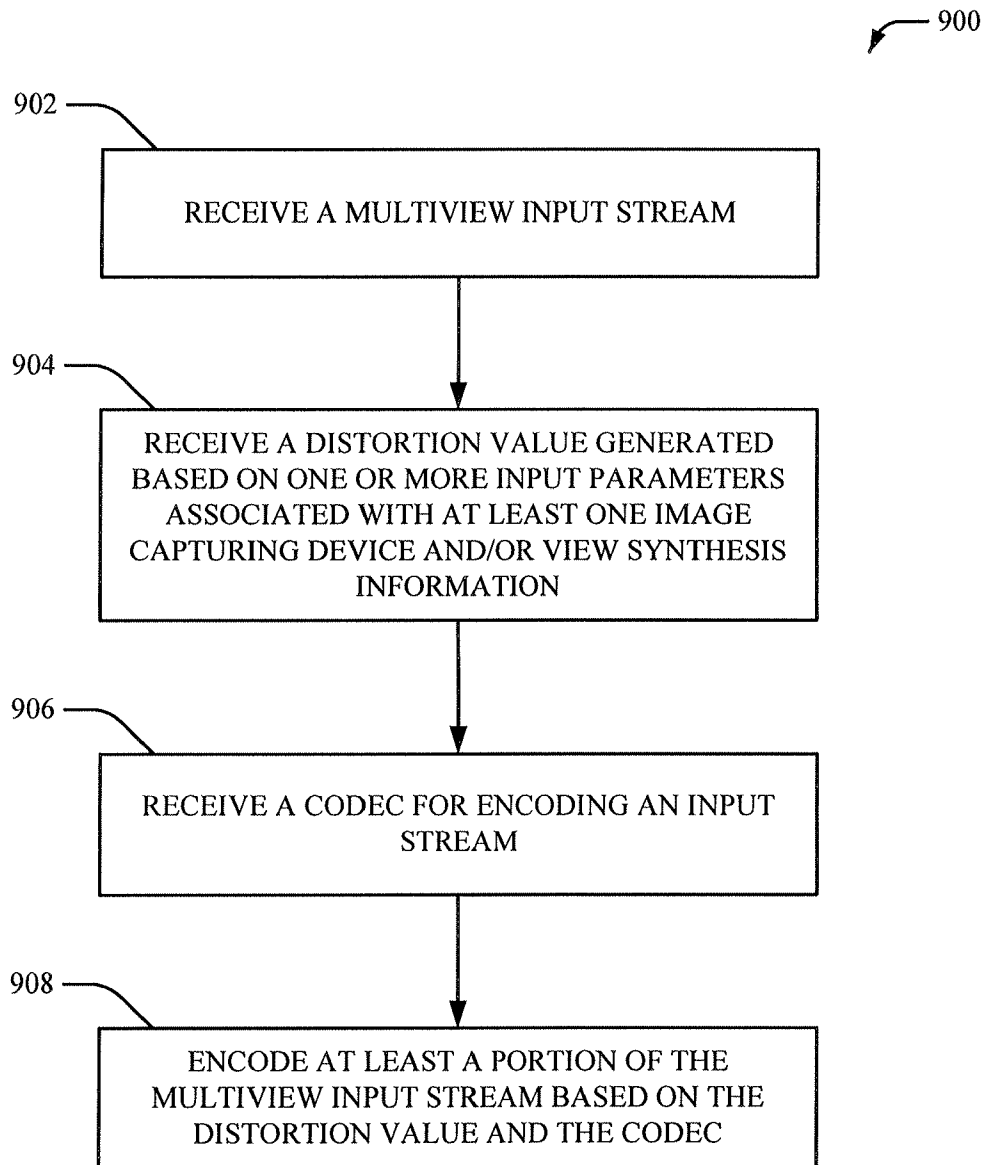 900
902
RECEIVE A MULTIVIEW INPUT STREAM
904
RECEIVE A DISTORTION VALUE GENERATED
BASED ON ONE OR MORE INPUT PARAMETERS
ASSOCIATED WITH AT LEAST ONE IMAGE
CAPTURING DEVICE AND/OR VIEW SYNTHESIS
INFORMATION
906
RECEIVE A CODEC FOR ENCODING AN INPUT
STREAM
908
ENCODE AT LEAST A PORTION OF THE
MULTIVIEW INPUT STREAM BASED ON THE
DISTORTION VALUE AND THE CODEC